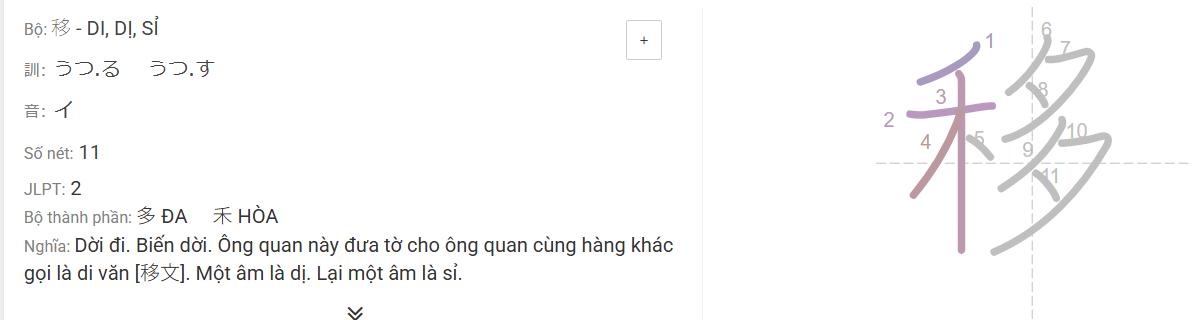 Bộ: 移 - DI, DỊ, SỈ
+
訓: うつ.る うつ.す
音: イ
Số nét: 11
JLPT: 2
Bộ thành phần: 多 ĐA 禾 HÒA
Nghĩa: Dời đi. Biến dời. Ông quan này đưa tờ cho ông quan cùng hàng khác
gọi là di văn [移文]. Một âm là dị. Lại một âm là sỉ.
移
1
2
3
4
5
6
7
8
9
10
11